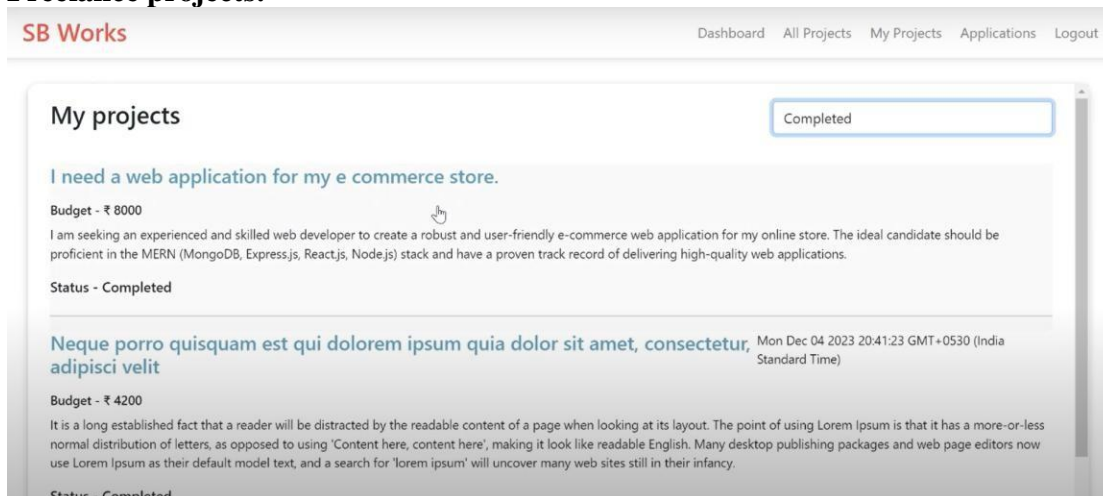 Freelance projects:
SB Works
Dashboard All Projects My Projects Applications Logout
My projects
Completed
I need a web application for my e commerce store.
Budget - ₹ 8000
I am seeking an experienced and skilled web developer to create a robust and user-friendly e-commerce web application for my online store. The ideal candidate should be
proficient in the MERN (MongoDB, Express.js, React.js, Node.js) stack and have a proven track record of delivering high-quality web applications.
Status - Completed
Neque porro quisquam est qui dolorem ipsum quia dolor sit amet, consectetur,
adipisci velit
Mon Dec 04 2023 20:41:23 GMT+0530 (India
Standard Time)
Budget - ₹ 4200
It is a long established fact that a reader will be distracted by the readable content of a page when looking at its layout. The point of using Lorem Ipsum is that it has a more-or-less
normal distribution of letters, as opposed to using 'Content here, content here', making it look like readable English. Many desktop publishing packages and web page editors now
use Lorem Ipsum as their default model text, and a search for 'lorem ipsum' will uncover many web sites still in their infancy.
Status - Completed